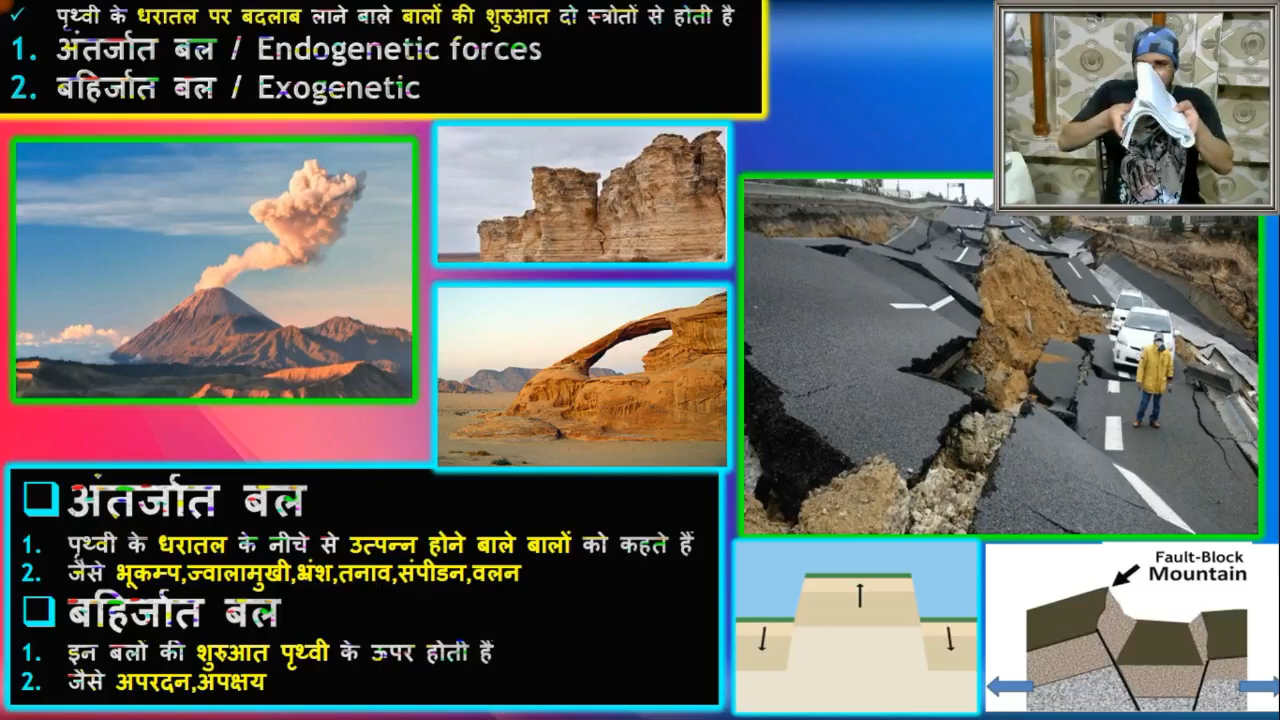 ✓ पृथ्वी के धरातल पर बदलाब लाने बाले बालों की शुरुआत दो स्त्रोतों से होती है
1. अंतर्जात बल / Endogenetic forces
2. बहिर्जात बल / Exogenetic
❑ अंतर्जात बल
1. पृथ्वी के धरातल के नीचे से उत्पन्न होने बाले बालों को कहते हैं
2. जैसे भूकम्प,ज्वालामुखी,भ्रंश,तनाव,संपीडन,वलन
❑ बहिर्जात बल
1. इन बलों की शुरुआत पृथ्वी के ऊपर होती हैं
2. जैसे अपरदन,अपक्षय
Fault-Block
Mountain